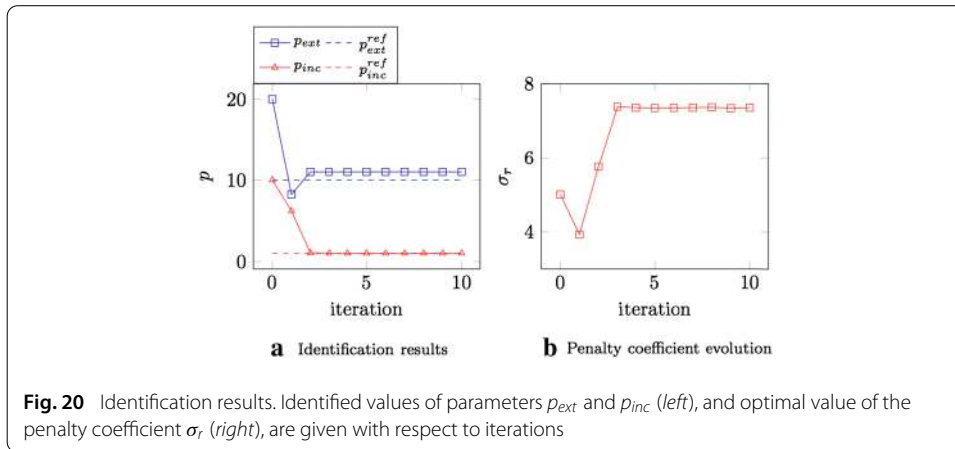 p_ext p_ext^ref
p_inc p_inc^ref
20
10
0
p
0 5 10
iteration
a Identification results
8
6
4
σ_r
0 5 10
iteration
b Penalty coefficient evolution
Fig. 20 Identification results. Identified values of parameters p_ext and p_inc (left), and optimal value of the
penalty coefficient σ_r (right), are given with respect to iterations